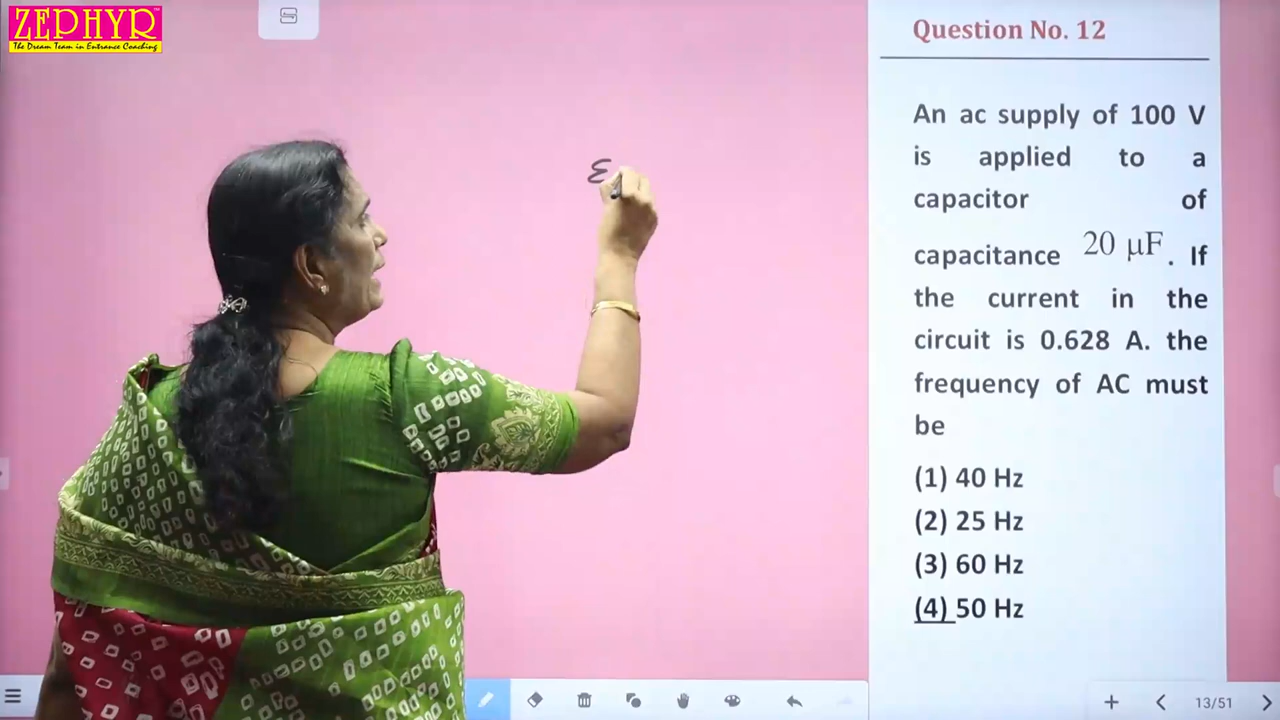 ZEPHYR™
The Dream Team in Entrance Coaching
ε
Question No. 12
An ac supply of 100 V
is applied to a
capacitor of
capacitance 20 μF. If
the current in the
circuit is 0.628 A. the
frequency of AC must
be
(1) 40 Hz
(2) 25 Hz
(3) 60 Hz
(4) 50 Hz
13/51